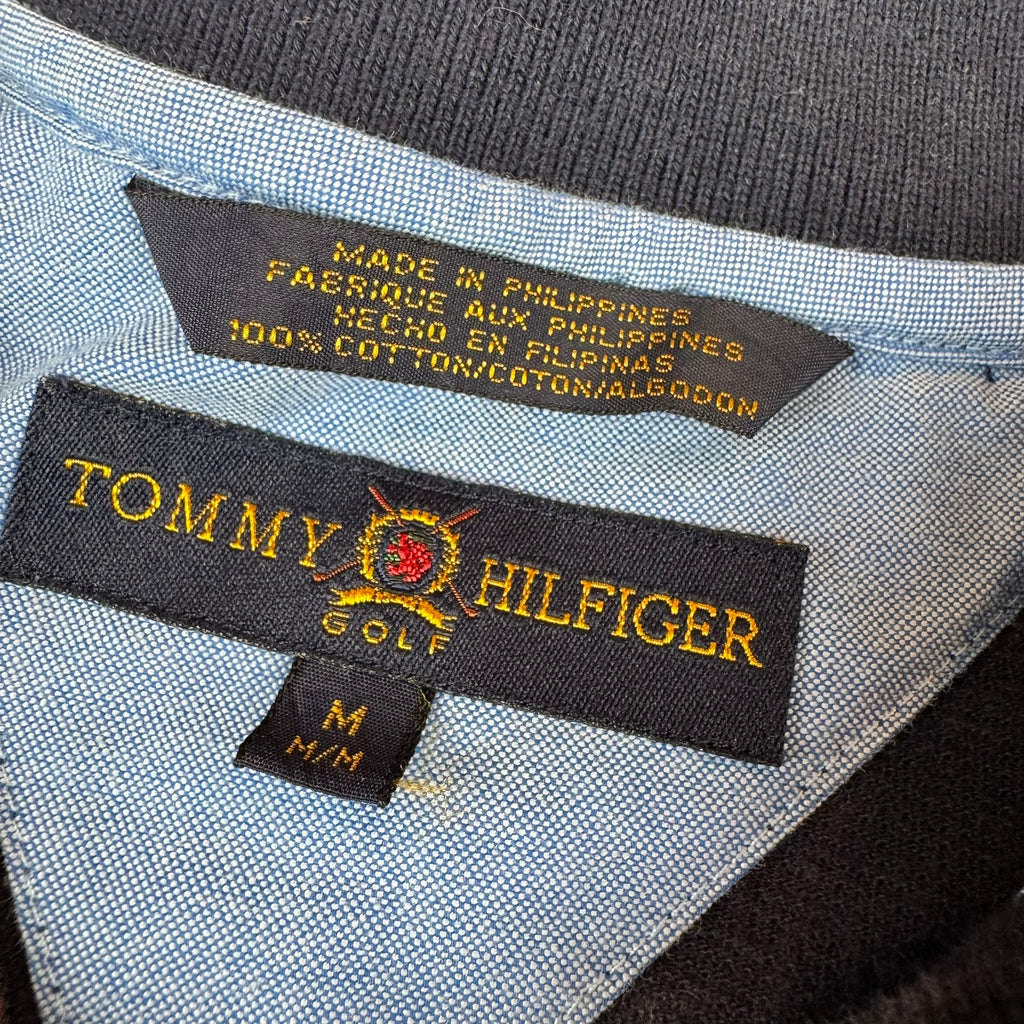 MADE IN PHILIPPINES
FABRIQUE AUX PHILIPPINES
HECHO EN FILIPINAS
100% COTTON/COTON/ALGODON
TOMMY HILFIGER
GOLF
M
M/M